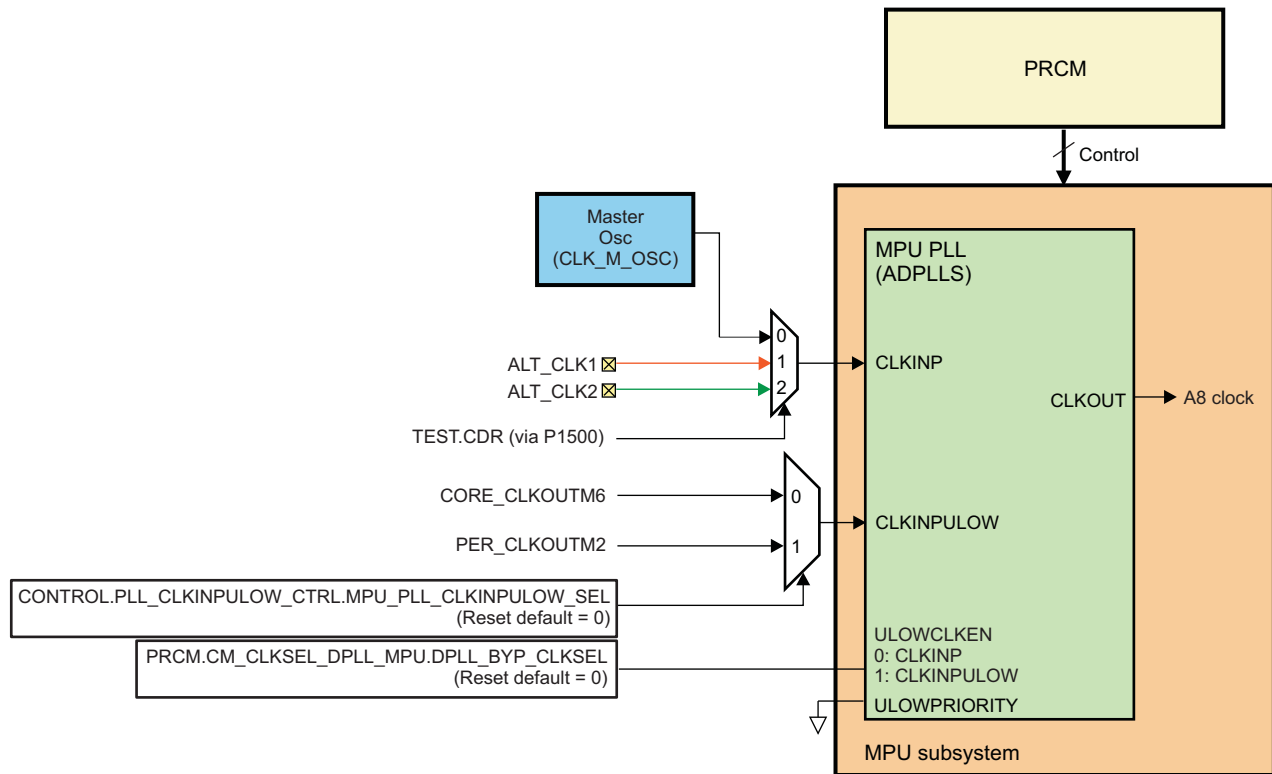 PRCM
Control
Master
Osc
(CLK_M_OSC)
MPU PLL
(ADPLLS)
0
ALT_CLK1
1
CLKINP
ALT_CLK2
2
CLKOUT
A8 clock
TEST.CDR (via P1500)
CORE_CLKOUTM6
0
CLKINPULOW
PER_CLKOUTM2
1
CONTROL.PLL_CLKINPULOW_CTRL.MPU_PLL_CLKINPULOW_SEL
(Reset default = 0)
ULOWCLKEN
0: CLKINP
1: CLKINPULOW
PRCM.CM_CLKSEL_DPLL_MPU.DPLL_BYP_CLKSEL
(Reset default = 0)
ULOWPRIORITY
MPU subsystem